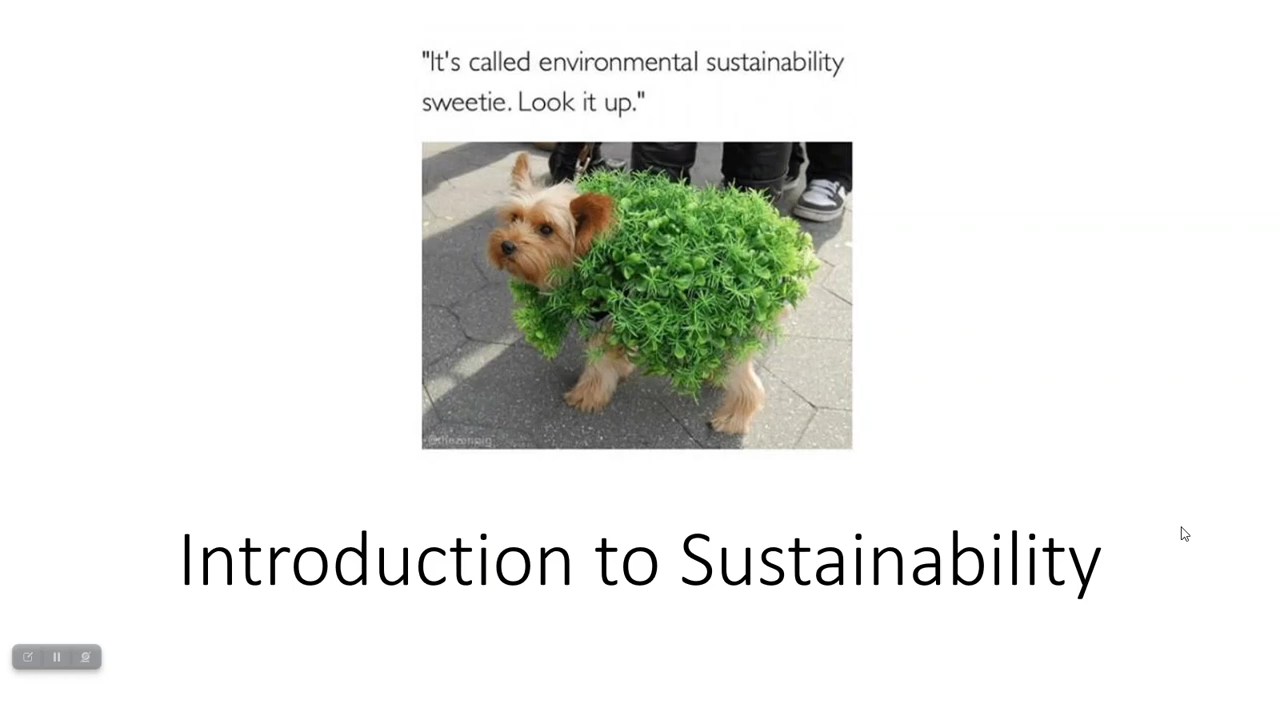 "It's called environmental sustainability
sweetie. Look it up."
Introduction to Sustainability